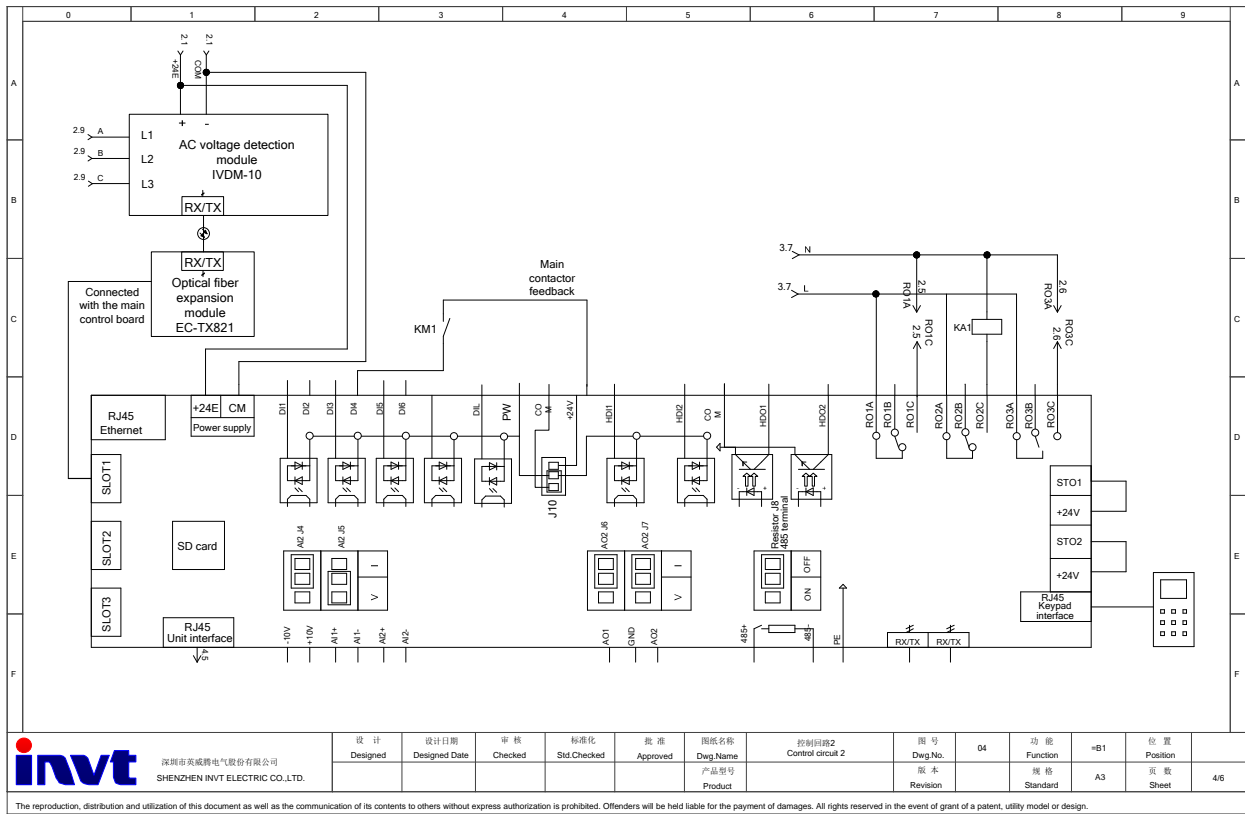 0 1 2 3 4 5 6 7 8 9
2.1 2.1
+24E COM
A A
+ -
2.9 A L1
2.9 B L2
2.9 C L3
AC voltage detection
module
IVDM-10
RX/TX
B B
RX/TX
Optical fiber
expansion
module
EC-TX821
Connected
with the main
control board
Main
contactor
feedback
KM1
3.7 N
3.7 L
2.5
RO1A
RO1C
2.5
KA1
2.6
RO3A
RO3C
2.6
C C
RJ45
Ethernet
+24E CM
Power supply
DI1 DI2 DI3 DI4 DI5 DI6 DIL PW CO
M +24V HDI1 HDI2 CO
M HDO1 HDO2 RO1A RO1B RO1C RO2A RO2B RO2C RO3A RO3B RO3C
D D
SLOT1
J10
STO1
+24V
STO2
+24V
SLOT2
SD card
AI2 J4 AI2 J5
I
V
AO2 J6 AO2 J7
I
V
Resistor J8
485 terminal
OFF
ON
E E
SLOT3
RJ45
Keypad
interface
RJ45
Unit interface
4.5
-10V +10V AI1+ AI1- AI2+ AI2- AO1 GND AO2 485+ 485- PE
RX/TX RX/TX
F F
invt
深圳市英威腾电气股份有限公司
SHENZHEN INVT ELECTRIC CO.,LTD.
设 计 设计日期 审 核 标准化 批 准 图纸名称 控制回路2 图 号 04 功 能 =B1 位 置
Designed Designed Date Checked Std.Checked Approved Dwg.Name Control circuit 2 Dwg.No. Function Position
产品型号 版 本 规 格 A3 页 数 4/6
Product Revision Standard Sheet
The reproduction, distribution and utilization of this document as well as the communication of its contents to others without express authorization is prohibited. Offenders will be held liable for the payment of damages. All rights reserved in the event of grant of a patent, utility model or design.